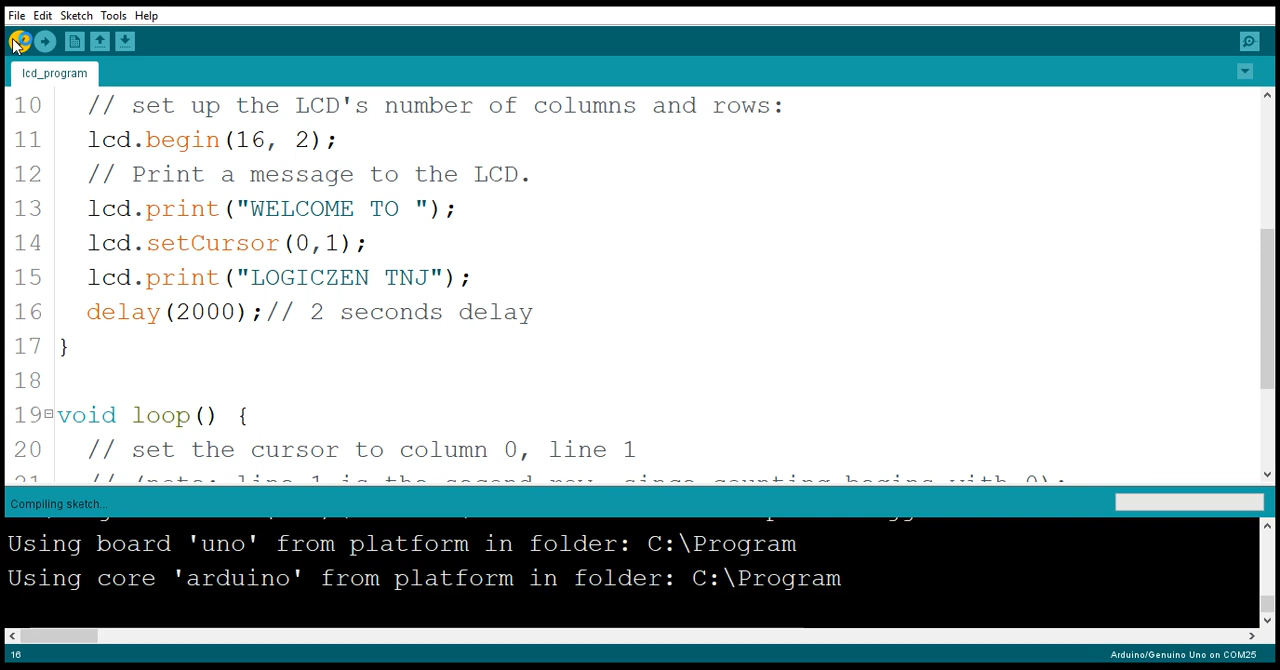 File Edit Sketch Tools Help
lcd_program
10 // set up the LCD's number of columns and rows:
11 lcd.begin(16, 2);
12 // Print a message to the LCD.
13 lcd.print("WELCOME TO ");
14 lcd.setCursor(0,1);
15 lcd.print("LOGICZEN TNJ");
16 delay(2000);// 2 seconds delay
17 }
18
19 void loop() {
20 // set the cursor to column 0, line 1
21 // (note: line 1 is the second row, since counting begins with 0):
Compiling sketch...
Using board 'uno' from platform in folder: C:\Program
Using core 'arduino' from platform in folder: C:\Program
16 Arduino/Genuino Uno on COM25